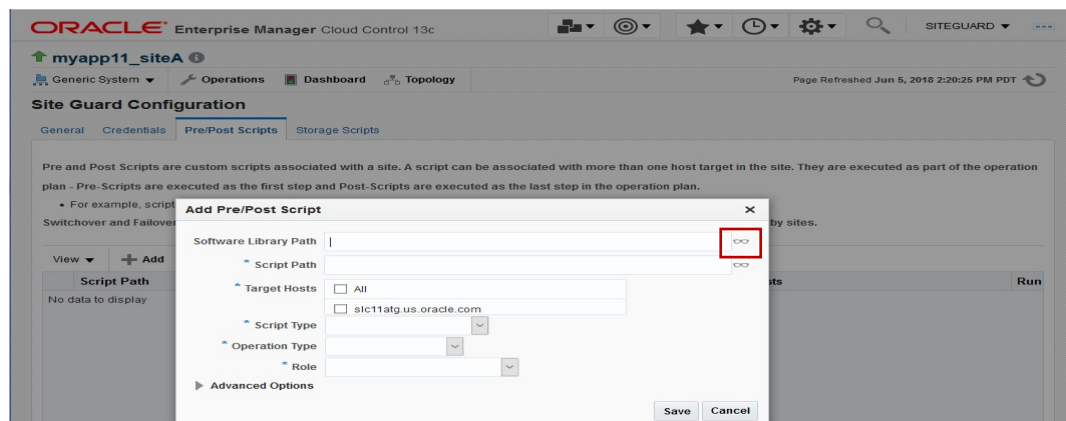 ORACLE Enterprise Manager Cloud Control 13c
SITEGUARD
myapp11_siteA
Generic System Operations Dashboard Topology
Page Refreshed Jun 5, 2018 2:20:25 PM PDT
Site Guard Configuration
General Credentials Pre/Post Scripts Storage Scripts
Pre and Post Scripts are custom scripts associated with a site. A script can be associated with more than one host target in the site. They are executed as part of the operation
plan - Pre-Scripts are executed as the first step and Post-Scripts are executed as the last step in the operation plan.
• For example, script
Switchover and Failover
by sites.
View Add
Script Path
Run
No data to display
Add Pre/Post Script
Software Library Path
* Script Path
* Target Hosts All
slc11atg.us.oracle.com
* Script Type
* Operation Type
* Role
Advanced Options
Save Cancel